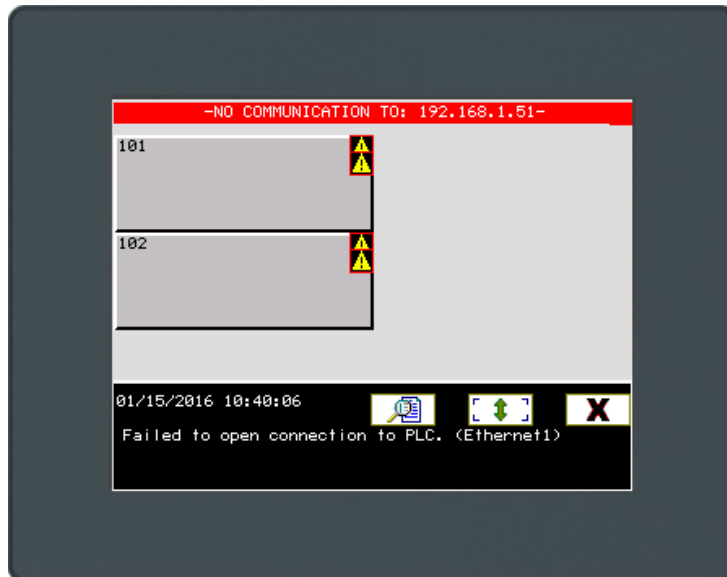 -NO COMMUNICATION TO: 192.168.1.51-
101
102
01/15/2016 10:40:06
Failed to open connection to PLC. (Ethernet1)